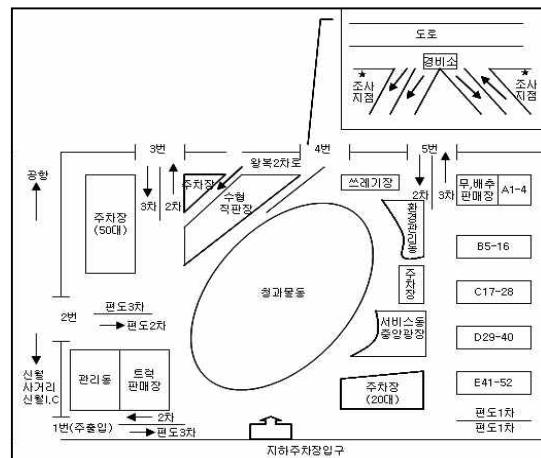 도로
경비소
★
조사
지점
★
조사
지점
3번
왕복2차로
4번
5번
공항
주차장
(50대)
3차
2차
주차장
수협
직판장
쓰레기장
2차
3차
무,배추
판매장
A1-4
환경관리동
B5-16
청과물동
주차장
C17-28
2번
편도3차
편도2차
서비스동
중앙광장
D29-40
신월
사거리
신월I.C
관리동
트럭
판매장
주차장
(20대)
E41-52
1번(주출입)
2차
편도3차
편도1차
편도1차
지하주차장입구